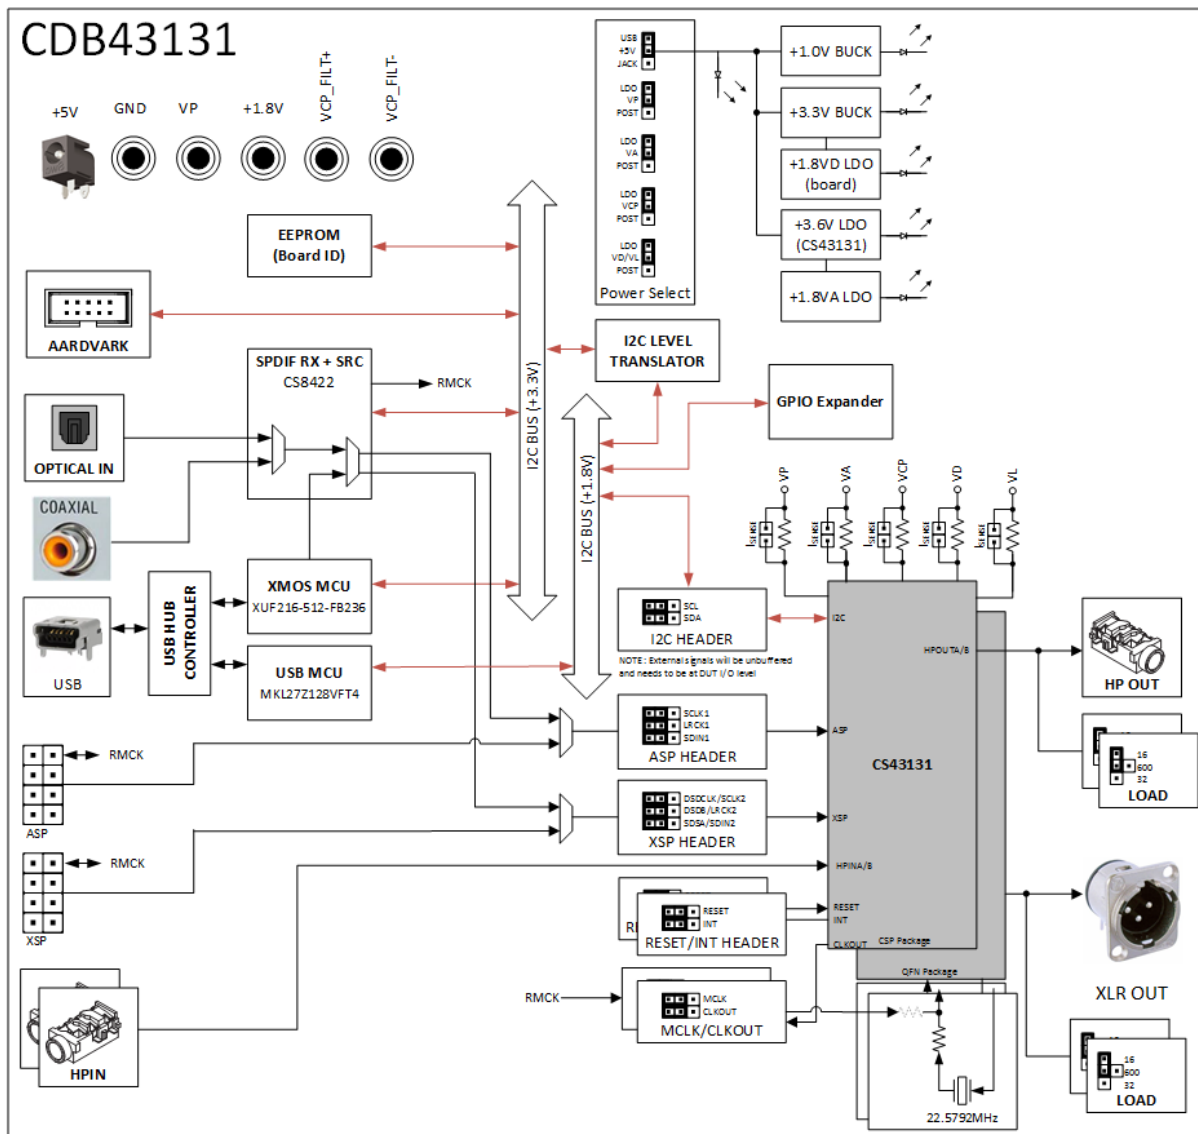 CDB43131
+5V
GND
VP
+1.8V
VCP_FILT+
VCP_FILT-
USB
+5V
JACK
LDO
VP
POST
LDO
VA
POST
LDO
VCP
POST
LDO
VD/VL
POST
Power Select
+1.0V BUCK
+3.3V BUCK
+1.8VD LDO
(board)
+3.6V LDO
(CS43131)
+1.8VA LDO
EEPROM
(Board ID)
AARDVARK
SPDIF RX + SRC
CS8422
RMCK
OPTICAL IN
COAXIAL
I2C BUS (+3.3V)
I2C LEVEL
TRANSLATOR
I2C BUS (+1.8V)
GPIO Expander
XMOS MCU
XUF216-512-FB236
USB HUB
CONTROLLER
USB
USB MCU
MKL27Z128VFT4
VP
VA
VCP
VD
VL
ISENSE
ISENSE
ISENSE
ISENSE
ISENSE
SCL
SDA
I2C HEADER
NOTE : External signals will be unbuffered
and needs to be at DUT I/O level
I2C
HPOUTA/B
HP OUT
16
600
32
LOAD
RMCK
ASP
SCLK1
LRCK1
SDIN1
ASP HEADER
ASP
CS43131
RMCK
XSP
DSDCLK/SCLK2
DSDB/LRCK2
SDSA/SDIN2
XSP HEADER
XSP
HPINA/B
RESET
INT
RESET/INT HEADER
RESET
INT
CLKOUT
CSP Package
QFN Package
XLR OUT
RMCK
MCLK
CLKOUT
MCLK/CLKOUT
22.5792MHz
HPIN
16
600
32
LOAD